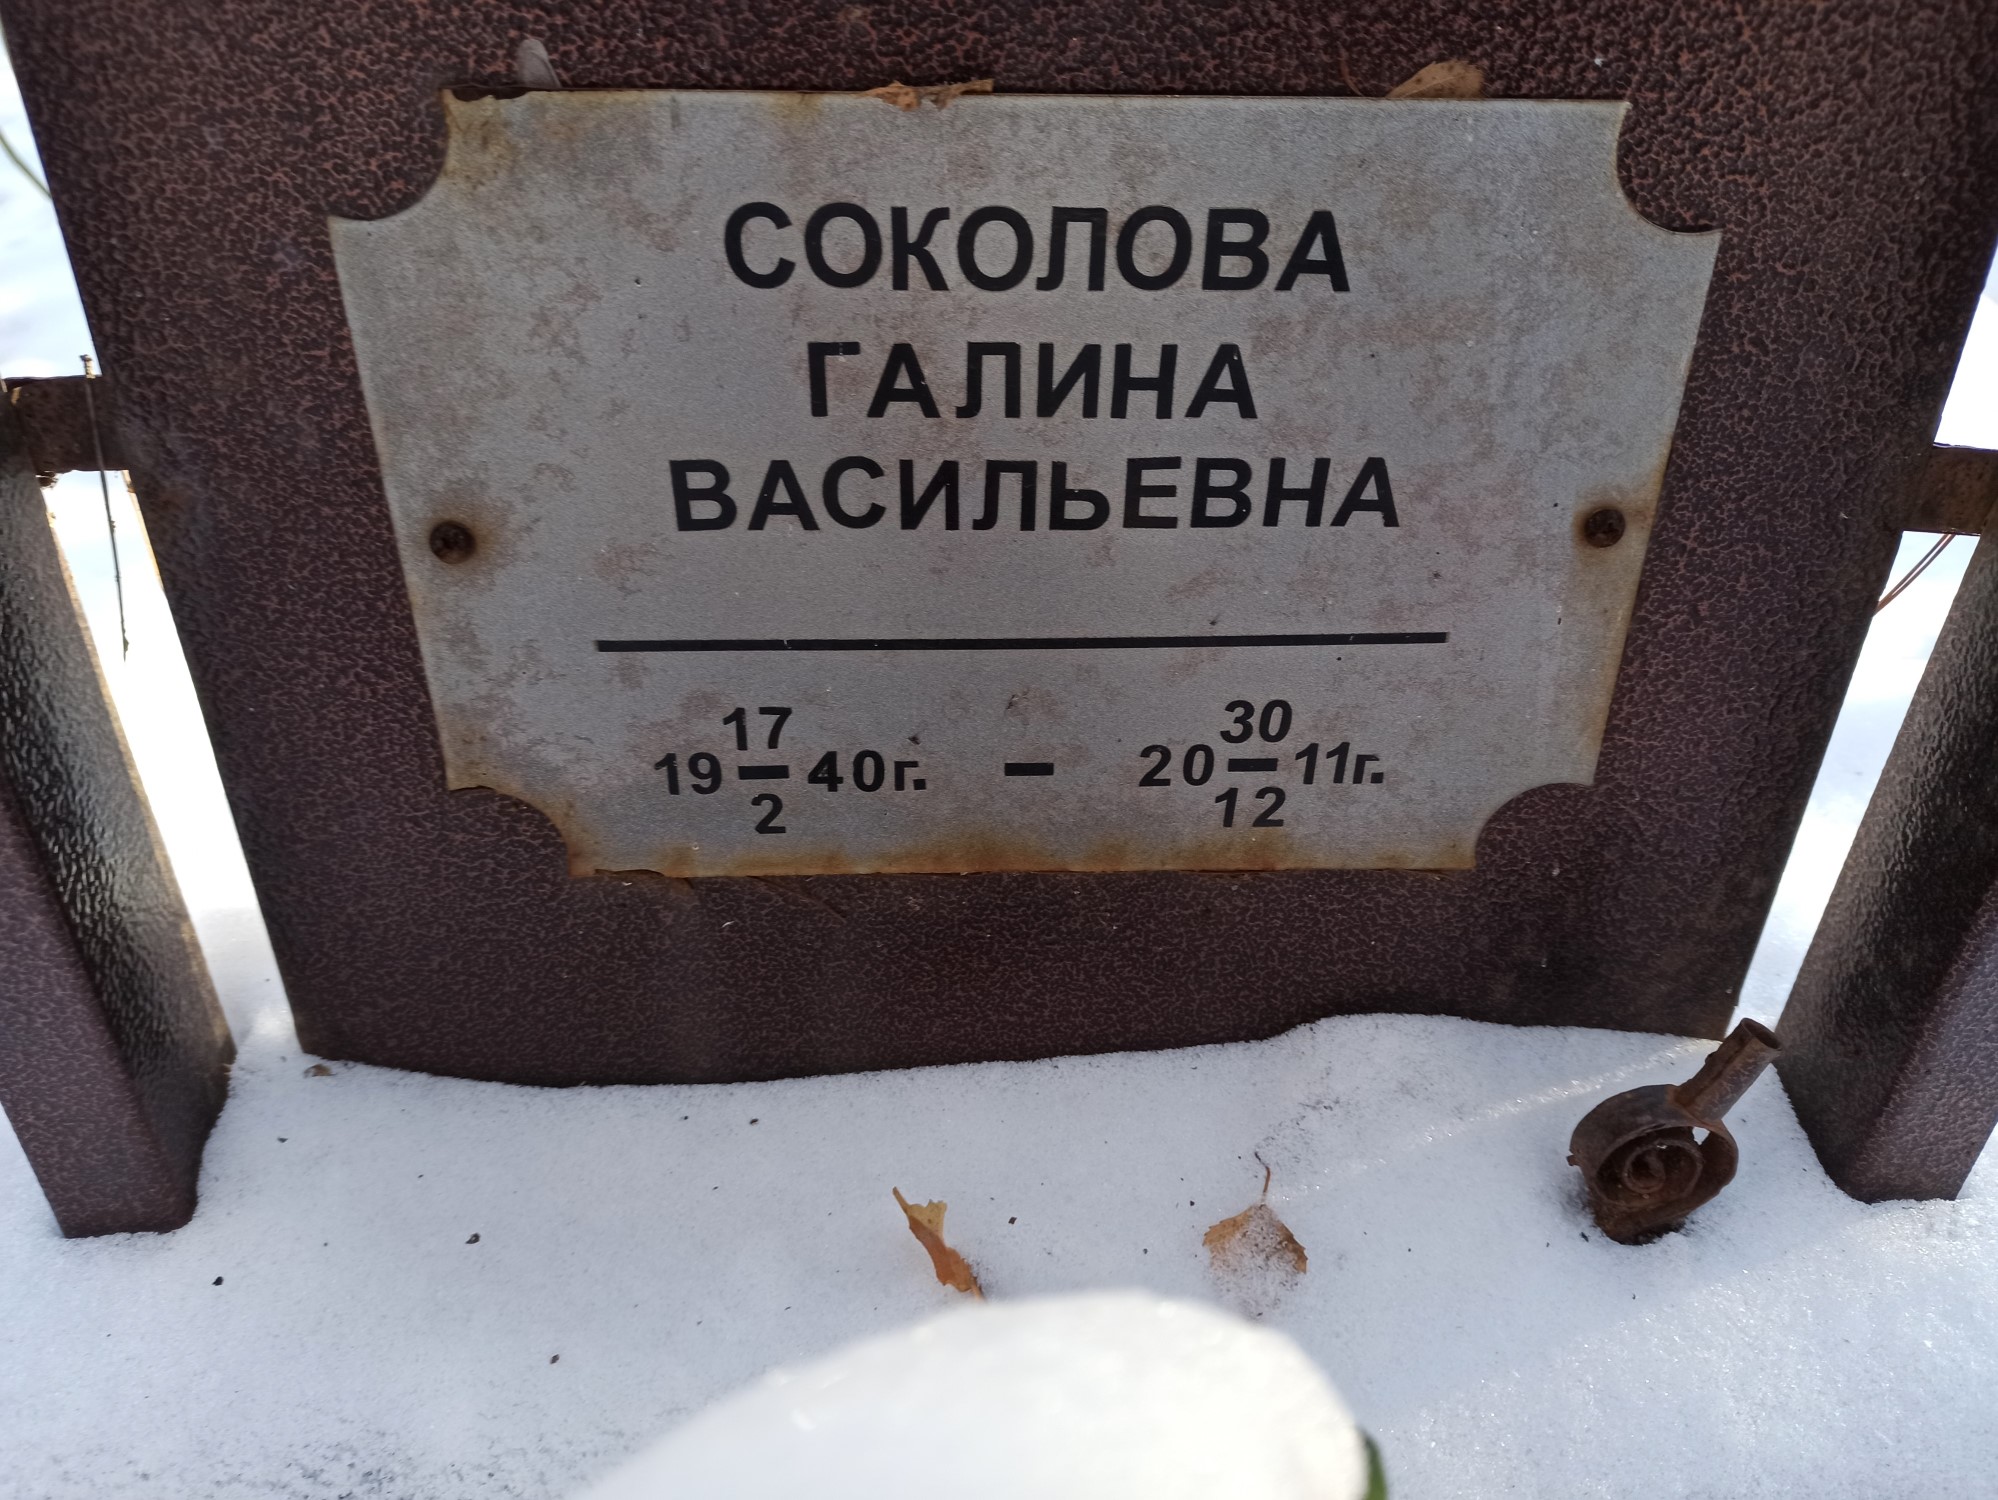 СОКОЛОВА
ГАЛИНА
ВАСИЛЬЕВНА
19 17/2 40г. – 20 30/12 11г.